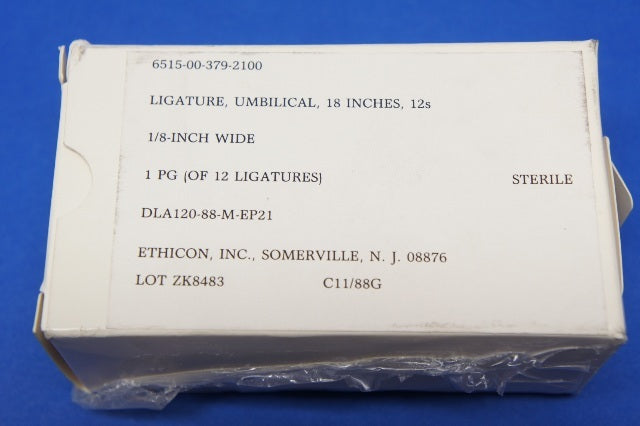 6515-00-379-2100
LIGATURE, UMBILICAL, 18 INCHES, 12s
1/8-INCH WIDE
1 PG (OF 12 LIGATURES)
STERILE
DLA120-88-M-EP21
ETHICON, INC., SOMERVILLE, N. J. 08876
LOT ZK8483 C11/88G